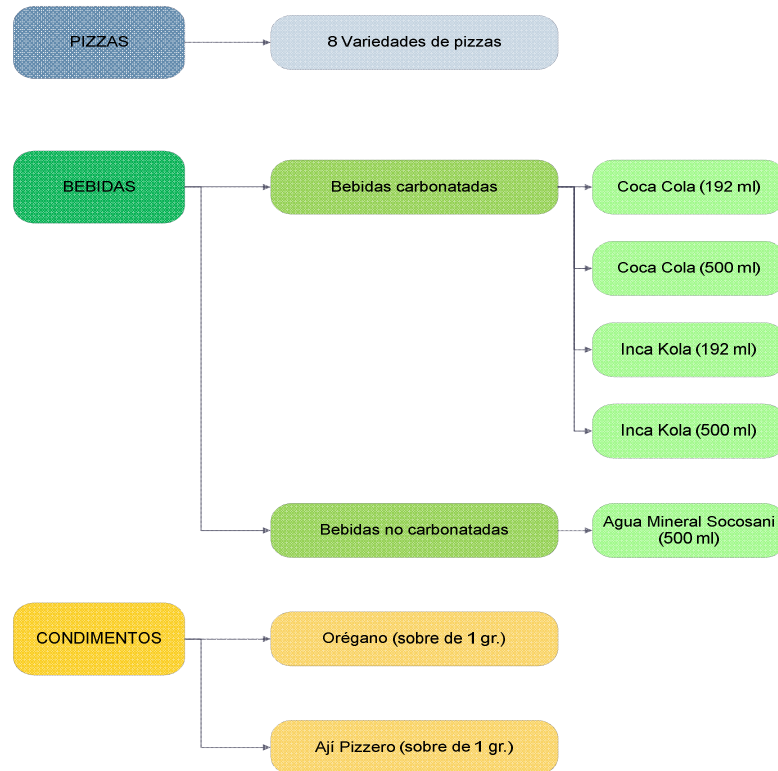 PIZZAS
8 Variedades de pizzas
BEBIDAS
Bebidas carbonatadas
Coca Cola (192 ml)
Coca Cola (500 ml)
Inca Kola (192 ml)
Inca Kola (500 ml)
Bebidas no carbonatadas
Agua Mineral Socosani
(500 ml)
CONDIMENTOS
Orégano (sobre de 1 gr.)
Ají Pizzero (sobre de 1 gr.)